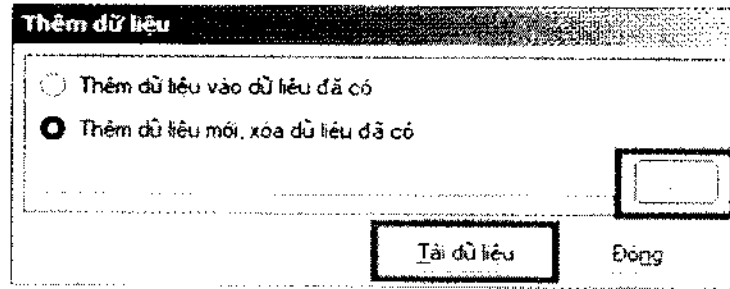 Thêm dữ liệu
Thêm dữ liệu vào dữ liệu đã có
Thêm dữ liệu mới, xóa dữ liệu đã có
Tải dữ liệu
Đóng